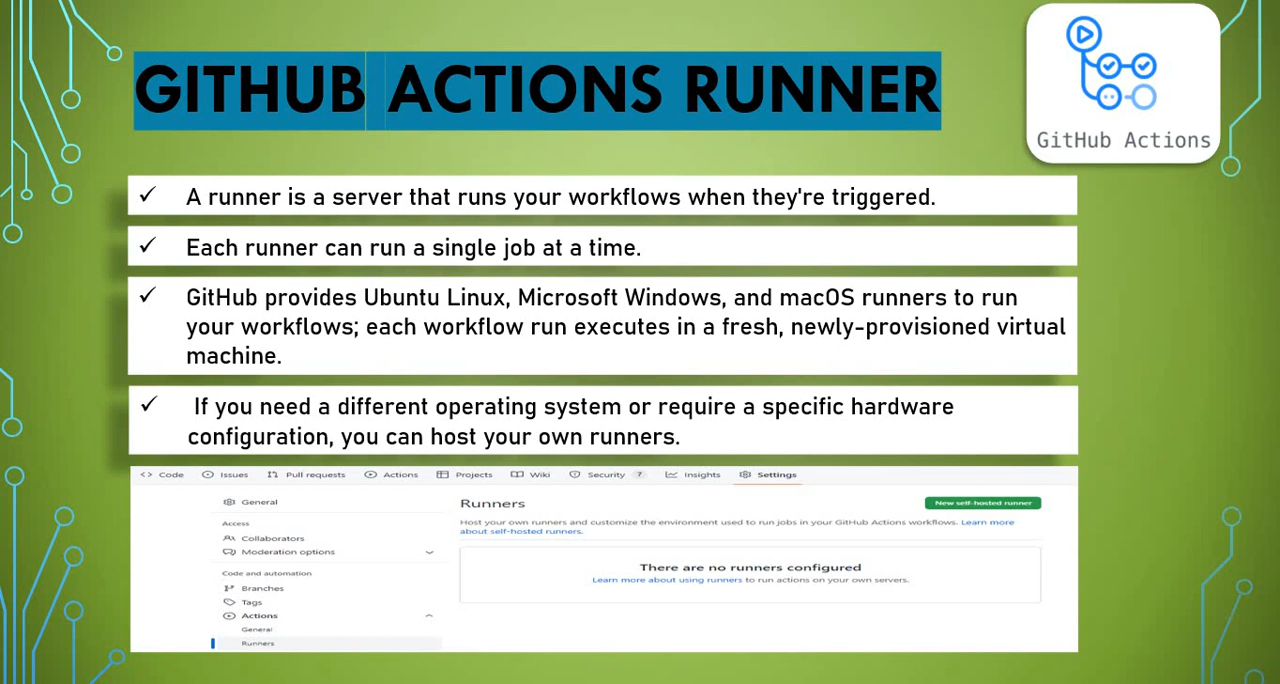 GITHUB ACTIONS RUNNER
GitHub Actions
✓ A runner is a server that runs your workflows when they're triggered.
✓ Each runner can run a single job at a time.
✓ GitHub provides Ubuntu Linux, Microsoft Windows, and macOS runners to run
your workflows; each workflow run executes in a fresh, newly-provisioned virtual
machine.
✓ If you need a different operating system or require a specific hardware
configuration, you can host your own runners.
<> Code Issues Pull requests Actions Projects Wiki Security 7 Insights Settings
General
Access
Collaborators
Moderation options
Code and automation
Branches
Tags
Actions
General
Runners
Runners
New self-hosted runner
Host your own runners and customize the environment used to run jobs in your GitHub Actions workflows. Learn more
about self-hosted runners.
There are no runners configured
Learn more about using runners to run actions on your own servers.